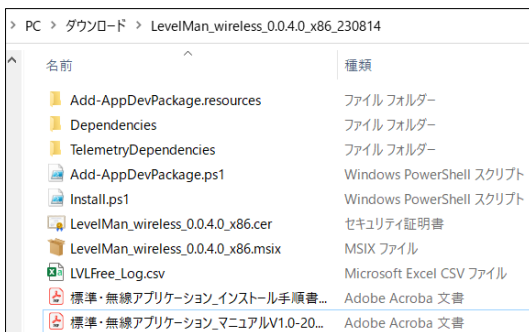 > PC > ダウンロード > LevelMan_wireless_0.0.4.0_x86_230814
名前 種類
Add-AppDevPackage.resources ファイル フォルダー
Dependencies ファイル フォルダー
TelemetryDependencies ファイル フォルダー
Add-AppDevPackage.ps1 Windows PowerShell スクリプト
Install.ps1 Windows PowerShell スクリプト
LevelMan_wireless_0.0.4.0_x86.cer セキュリティ証明書
LevelMan_wireless_0.0.4.0_x86.msix MSIX ファイル
LVLFree_Log.csv Microsoft Excel CSV ファイル
標準・無線アプリケーション_インストール手順書... Adobe Acroba 文書
標準・無線アプリケーション_マニュアルV1.0-20... Adobe Acroba 文書